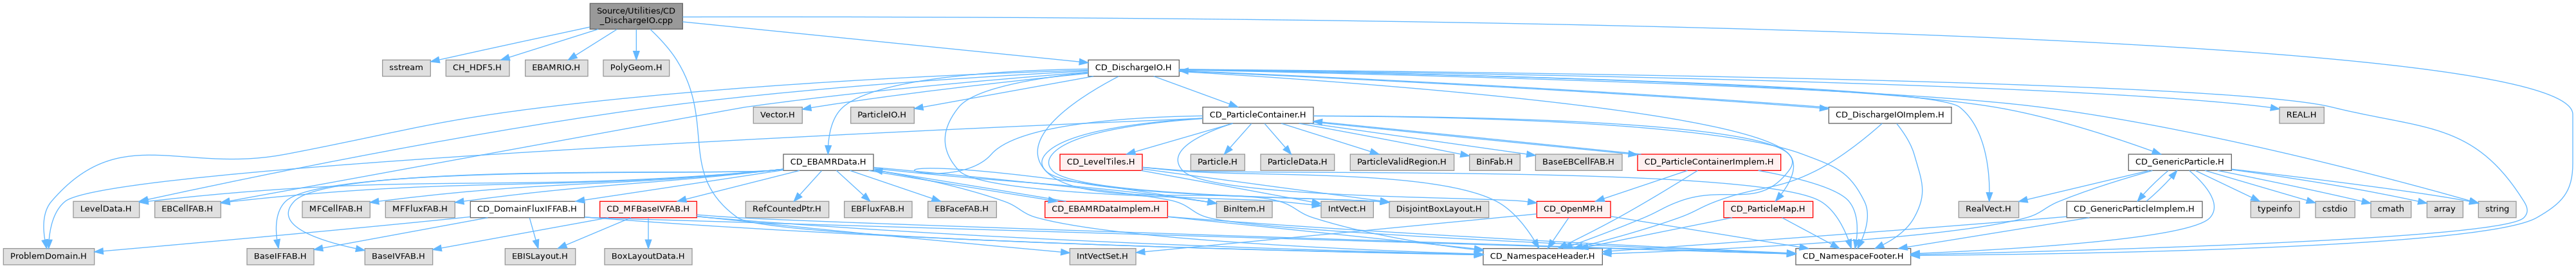 Source/Utilities/CD
_DischargeIO.cpp
sstream
CH_HDF5.H
EBAMRIO.H
PolyGeom.H
CD_DischargeIO.H
Vector.H
ParticleIO.H
CD_ParticleContainer.H
CD_DischargeIOImplem.H
REAL.H
CD_EBAMRData.H
CD_LevelTiles.H
Particle.H
ParticleData.H
ParticleValidRegion.H
BinFab.H
BaseEBCellFAB.H
CD_ParticleContainerImplem.H
CD_GenericParticle.H
LevelData.H
EBCellFAB.H
MFCellFAB.H
MFFluxFAB.H
CD_DomainFluxIFFAB.H
CD_MFBaseIVFAB.H
RefCountedPtr.H
EBFluxFAB.H
EBFaceFAB.H
CD_EBAMRDataImplem.H
BinItem.H
IntVect.H
DisjointBoxLayout.H
CD_OpenMP.H
CD_ParticleMap.H
RealVect.H
CD_GenericParticleImplem.H
typeinfo
cstdio
cmath
array
string
ProblemDomain.H
BaseIFFAB.H
BaseIVFAB.H
EBISLayout.H
BoxLayoutData.H
IntVectSet.H
CD_NamespaceHeader.H
CD_NamespaceFooter.H